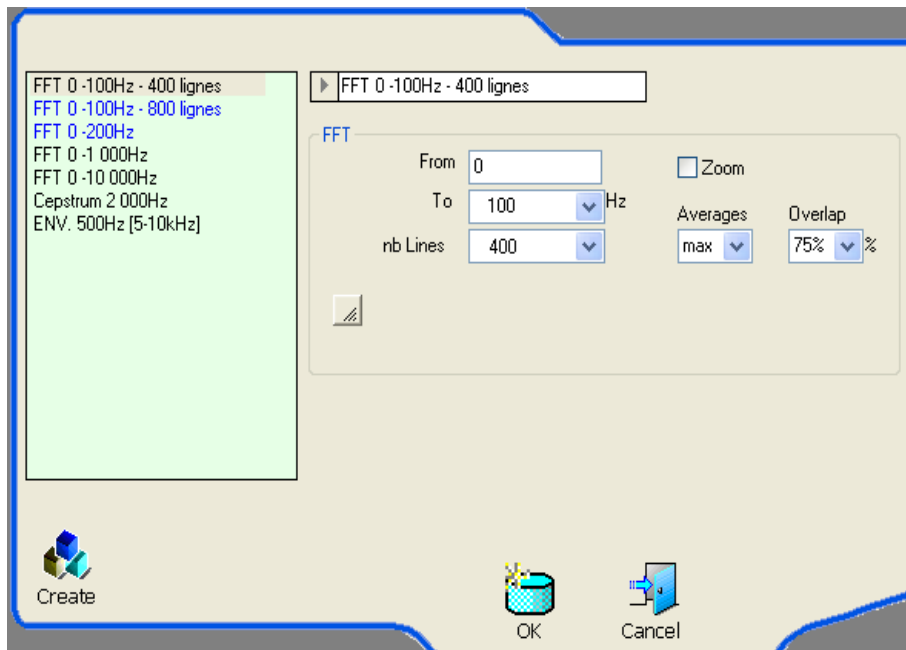 FFT 0 -100Hz - 400 lignes
FFT 0 -100Hz - 800 lignes
FFT 0 -200Hz
FFT 0 -1 000Hz
FFT 0 -10 000Hz
Cepstrum 2 000Hz
ENV. 500Hz [5-10kHz]
FFT 0 -100Hz - 400 lignes
FFT
From 0
Zoom
To 100 Hz
Averages Overlap
nb Lines 400
max 75% %
Create
OK Cancel